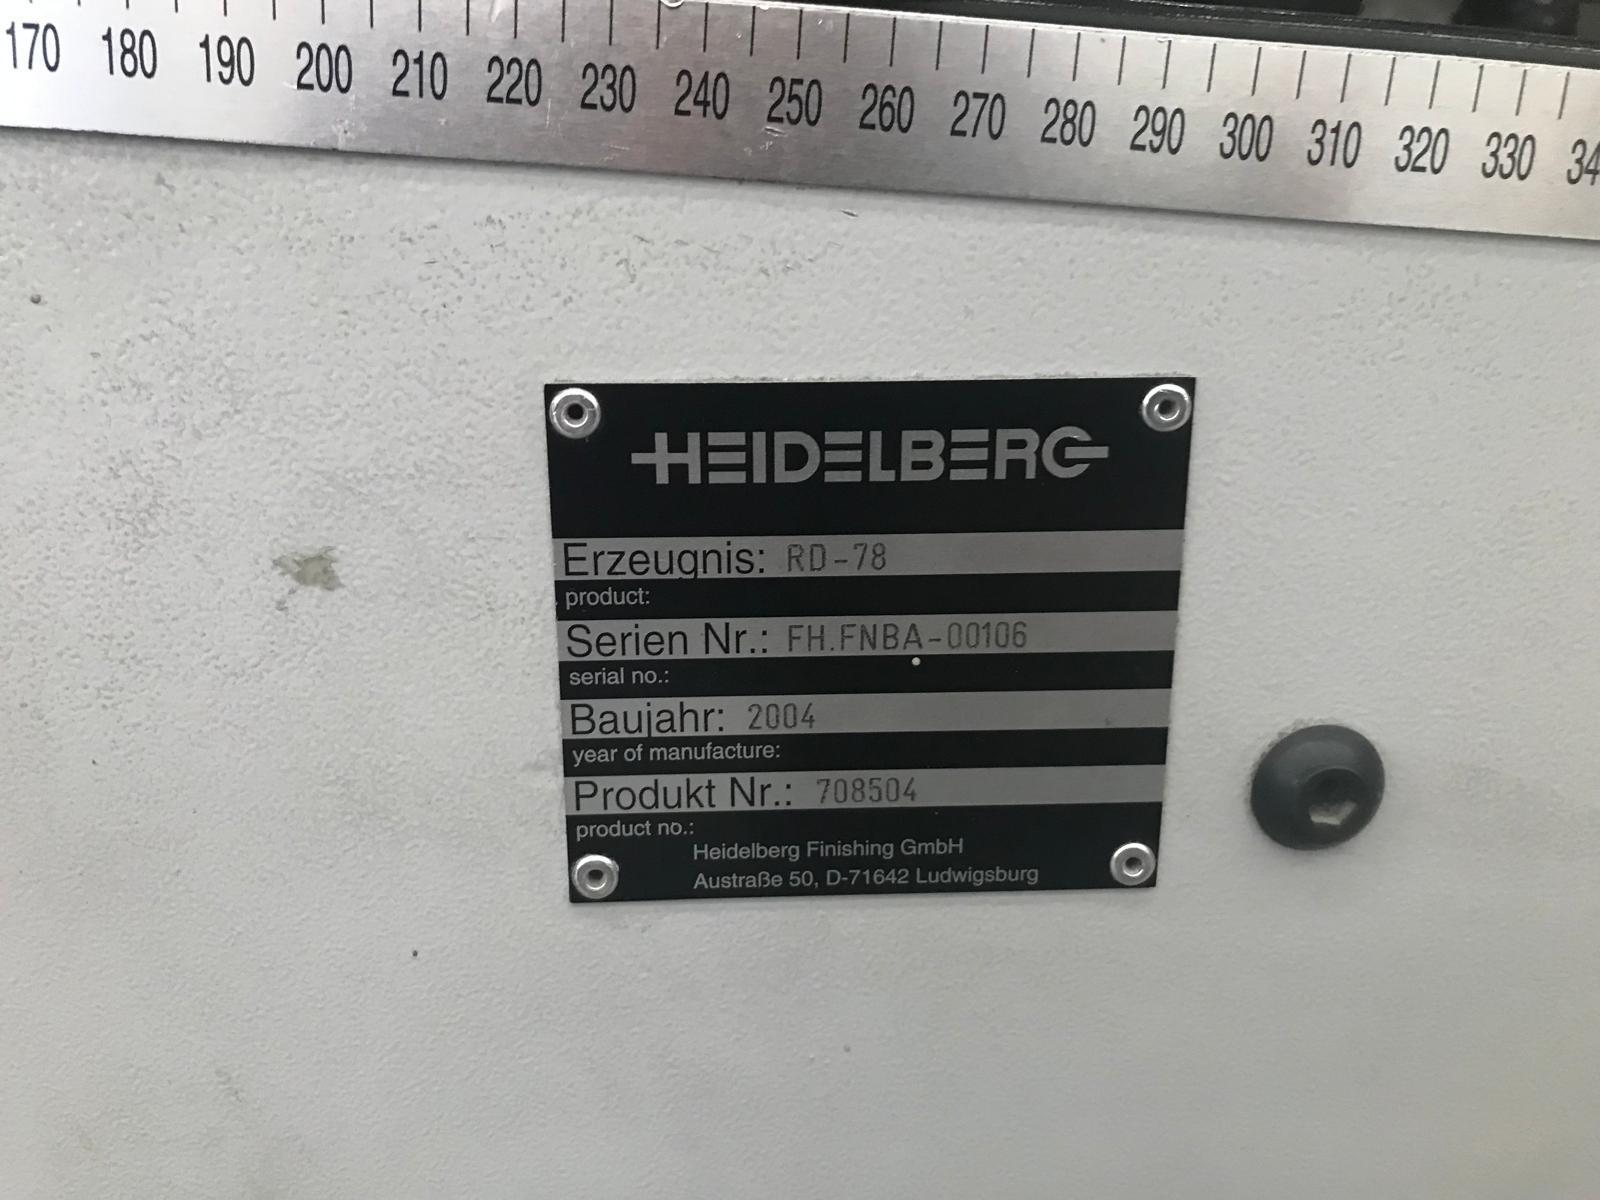 170 180 190 200 210 220 230 240 250 260 270 280 290 300 310 320 330 34
HEIDELBERG
Erzeugnis: RD-78
product:
Serien Nr.: FH.FNBA-00106
serial no.:
Baujahr: 2004
year of manufacture:
Produkt Nr.: 708504
product no.:
Heidelberg Finishing GmbH
Austraße 50, D-71642 Ludwigsburg